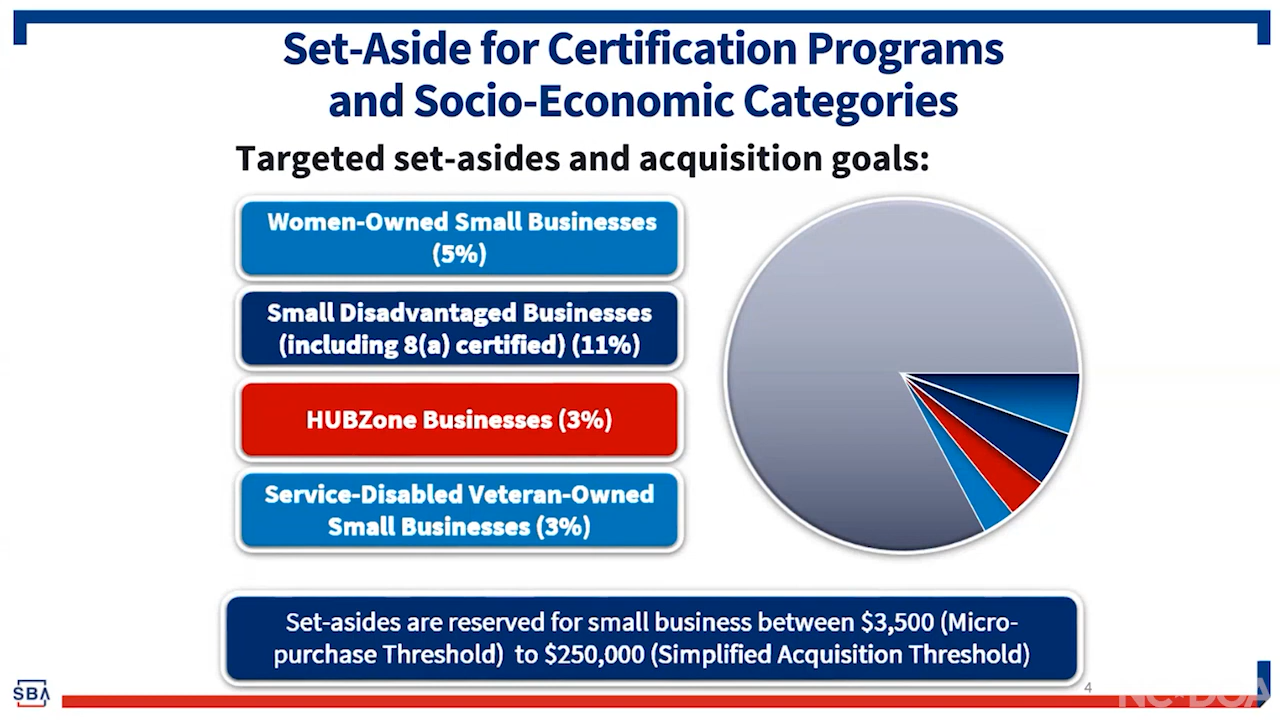 Set-Aside for Certification Programs
and Socio-Economic Categories
Targeted set-asides and acquisition goals:
Women-Owned Small Businesses
(5%)
Small Disadvantaged Businesses
(including 8(a) certified) (11%)
HUBZone Businesses (3%)
Service-Disabled Veteran-Owned
Small Businesses (3%)
Set-asides are reserved for small business between $3,500 (Micro-
purchase Threshold) to $250,000 (Simplified Acquisition Threshold)
SBA
4